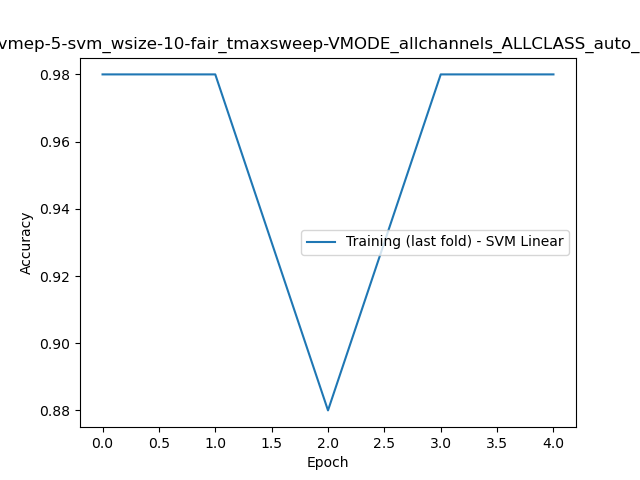 vmep-5-svm_wsize-10-fair_tmaxsweep-VMODE_allchannels_ALLCLASS_auto_
0.98
0.96
0.94
0.92
0.90
0.88
Accuracy
Training (last fold) - SVM Linear
0.0 0.5 1.0 1.5 2.0 2.5 3.0 3.5 4.0
Epoch